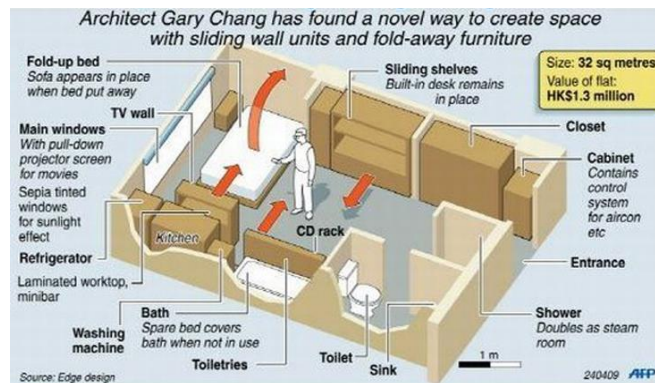 Architect Gary Chang has found a novel way to create space
with sliding wall units and fold-away furniture
Fold-up bed
Sofa appears in place
when bed put away
TV wall
Main windows
With pull-down
projector screen
for movies
Sepia tinted
windows
for sunlight
effect
Refrigerator
Laminated worktop,
minibar
Washing
machine
Kitchen
Bath
Spare bed covers
bath when not in use
Toiletries
CD rack
Toilet
Sink
Sliding shelves
Built-in desk remains
in place
Size: 32 sq metres
Value of flat:
HK$1.3 million
Closet
Cabinet
Contains
control
system
for aircon
etc
Entrance
Shower
Doubles as steam
room
1 m
Source: Edge design
240409 AFP